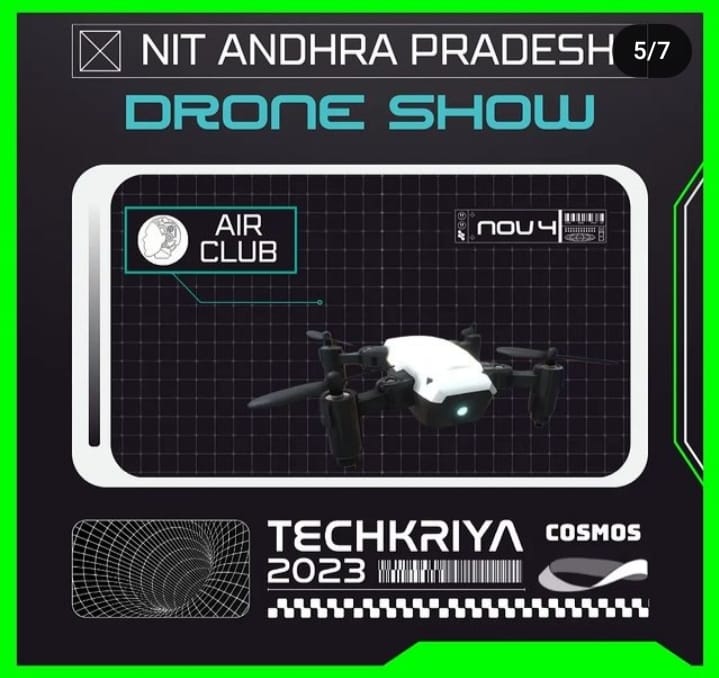 NIT ANDHRA PRADESH
5/7
DRONE SHOW
AIR
CLUB
NOV 4
TECHKRIYA
2023
COSMOS